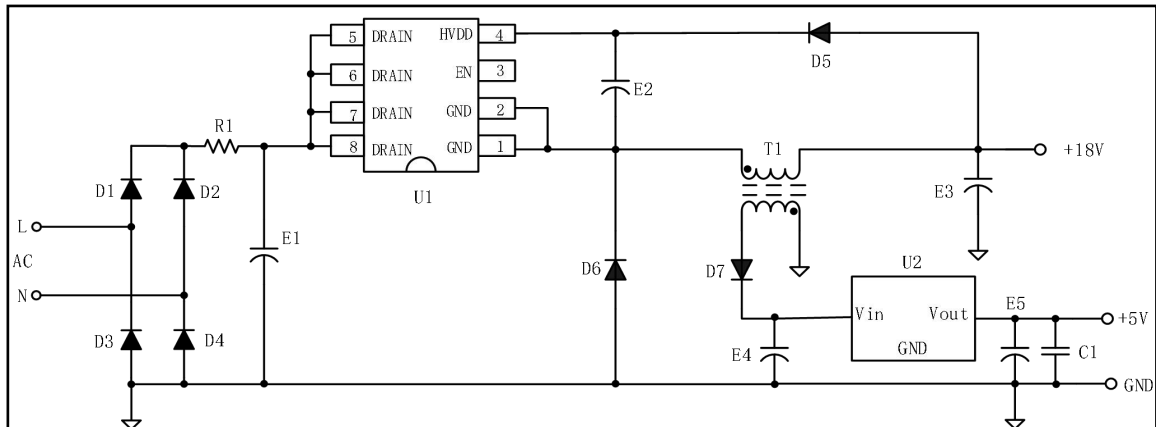 5 DRAIN HVDD 4
6 DRAIN EN 3
7 DRAIN GND 2
8 DRAIN GND 1
U1
R1
D1
D2
D3
D4
L
AC
N
E1
E2
D5
D6
T1
+18V
E3
D7
U2
Vin Vout
GND
E4
E5
C1
+5V
GND